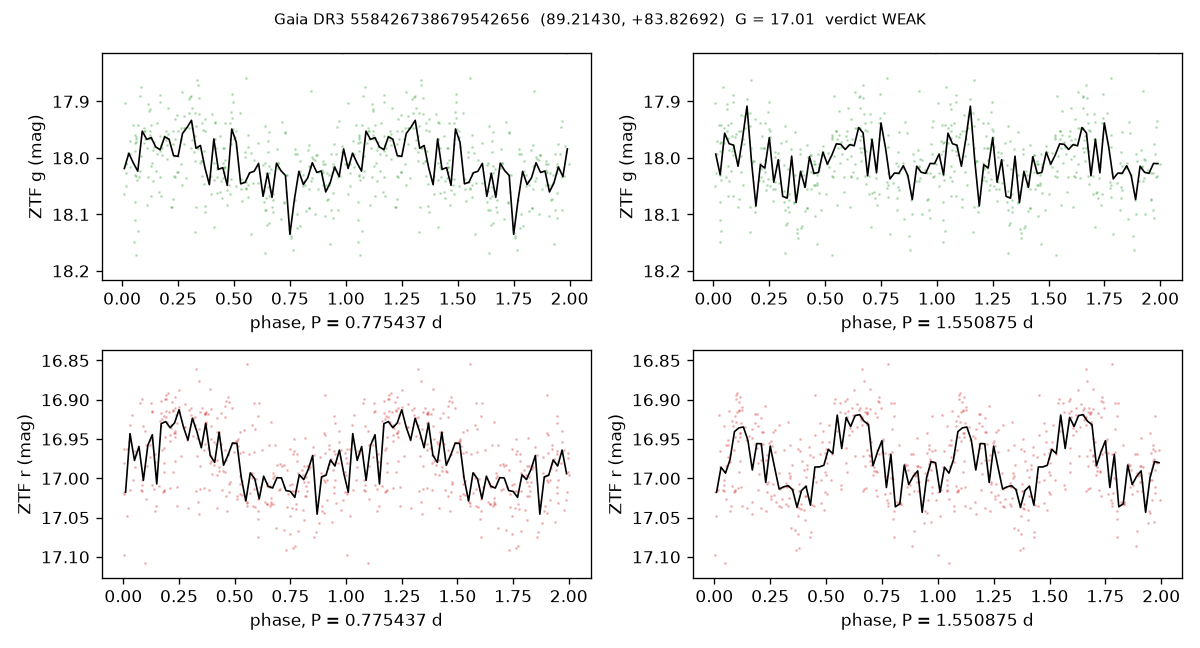 Gaia DR3 558426738679542656  (89.21430, +83.82692)  G = 17.01  verdict WEAK
ZTF g (mag)
17.9
18.0
18.1
18.2
0.00 0.25 0.50 0.75 1.00 1.25 1.50 1.75 2.00
phase, P = 0.775437 d
ZTF g (mag)
17.9
18.0
18.1
18.2
0.00 0.25 0.50 0.75 1.00 1.25 1.50 1.75 2.00
phase, P = 1.550875 d
ZTF r (mag)
16.85
16.90
16.95
17.00
17.05
17.10
0.00 0.25 0.50 0.75 1.00 1.25 1.50 1.75 2.00
phase, P = 0.775437 d
ZTF r (mag)
16.85
16.90
16.95
17.00
17.05
17.10
0.00 0.25 0.50 0.75 1.00 1.25 1.50 1.75 2.00
phase, P = 1.550875 d